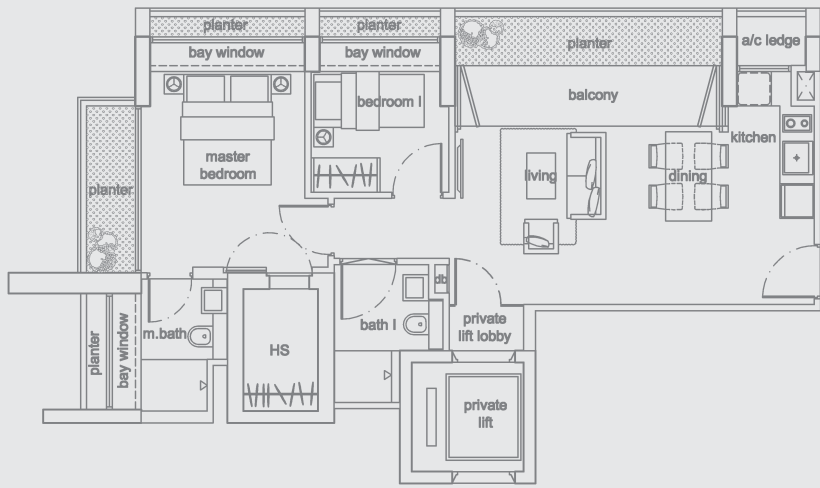 planter
planter
planter
a/c ledge
bay window
bay window
balcony
bedroom I
kitchen
master
bedroom
living
dining
planter
db
m.bath
bath I
private
lift lobby
planter
bay window
HS
private
lift